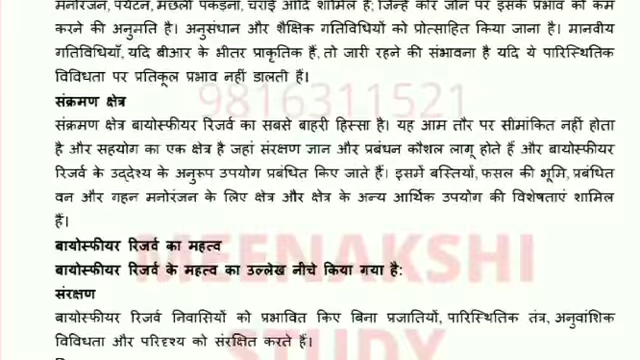 मनोरंजन, पर्यटन, मछली पकड़ना, चराई आदि शामिल हैं; जिन्हें कोर जोन पर इसके प्रभाव को कम
करने की अनुमति है। अनुसंधान और शैक्षिक गतिविधियों को प्रोत्साहित किया जाना है। मानवीय
गतिविधियाँ, यदि बीआर के भीतर प्राकृतिक हैं, तो जारी रहने की संभावना है यदि ये पारिस्थितिक
विविधता पर प्रतिकूल प्रभाव नहीं डालती हैं।
9816311521
संक्रमण क्षेत्र
संक्रमण क्षेत्र बायोस्फीयर रिजर्व का सबसे बाहरी हिस्सा है। यह आम तौर पर सीमांकित नहीं होता
है और सहयोग का एक क्षेत्र है जहां संरक्षण ज्ञान और प्रबंधन कौशल लागू होते हैं और बायोस्फीयर
रिजर्व के उद्देश्य के अनुरूप उपयोग प्रबंधित किए जाते हैं। इसमें बस्तियों, फसल की भूमि, प्रबंधित
वन और गहन मनोरंजन के लिए क्षेत्र और क्षेत्र के अन्य आर्थिक उपयोग की विशेषताएं शामिल
हैं।
बायोस्फीयर रिजर्व का महत्व
MEENAKSHI
बायोस्फीयर रिजर्व के महत्व का उल्लेख नीचे किया गया है:
संरक्षण
बायोस्फीयर रिजर्व निवासियों को प्रभावित किए बिना प्रजातियों, पारिस्थितिक तंत्र, अनुवांशिक
विविधता और परिदृश्य को संरक्षित करते हैं।
STUDY